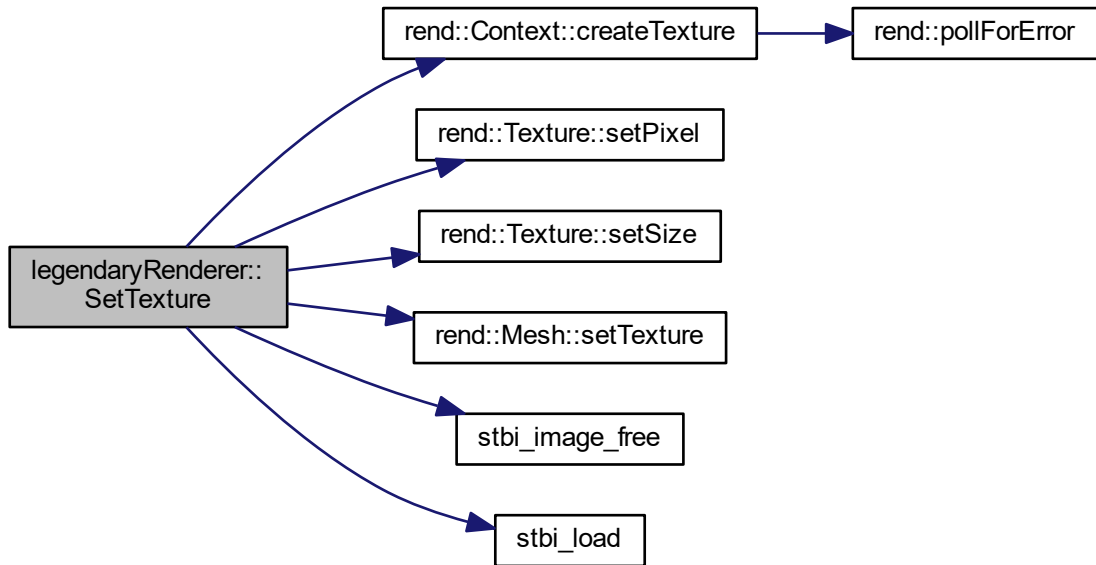 rend::Context::createTexture
rend::pollForError
rend::Texture::setPixel
rend::Texture::setSize
legendaryRenderer::
SetTexture
rend::Mesh::setTexture
stbi_image_free
stbi_load